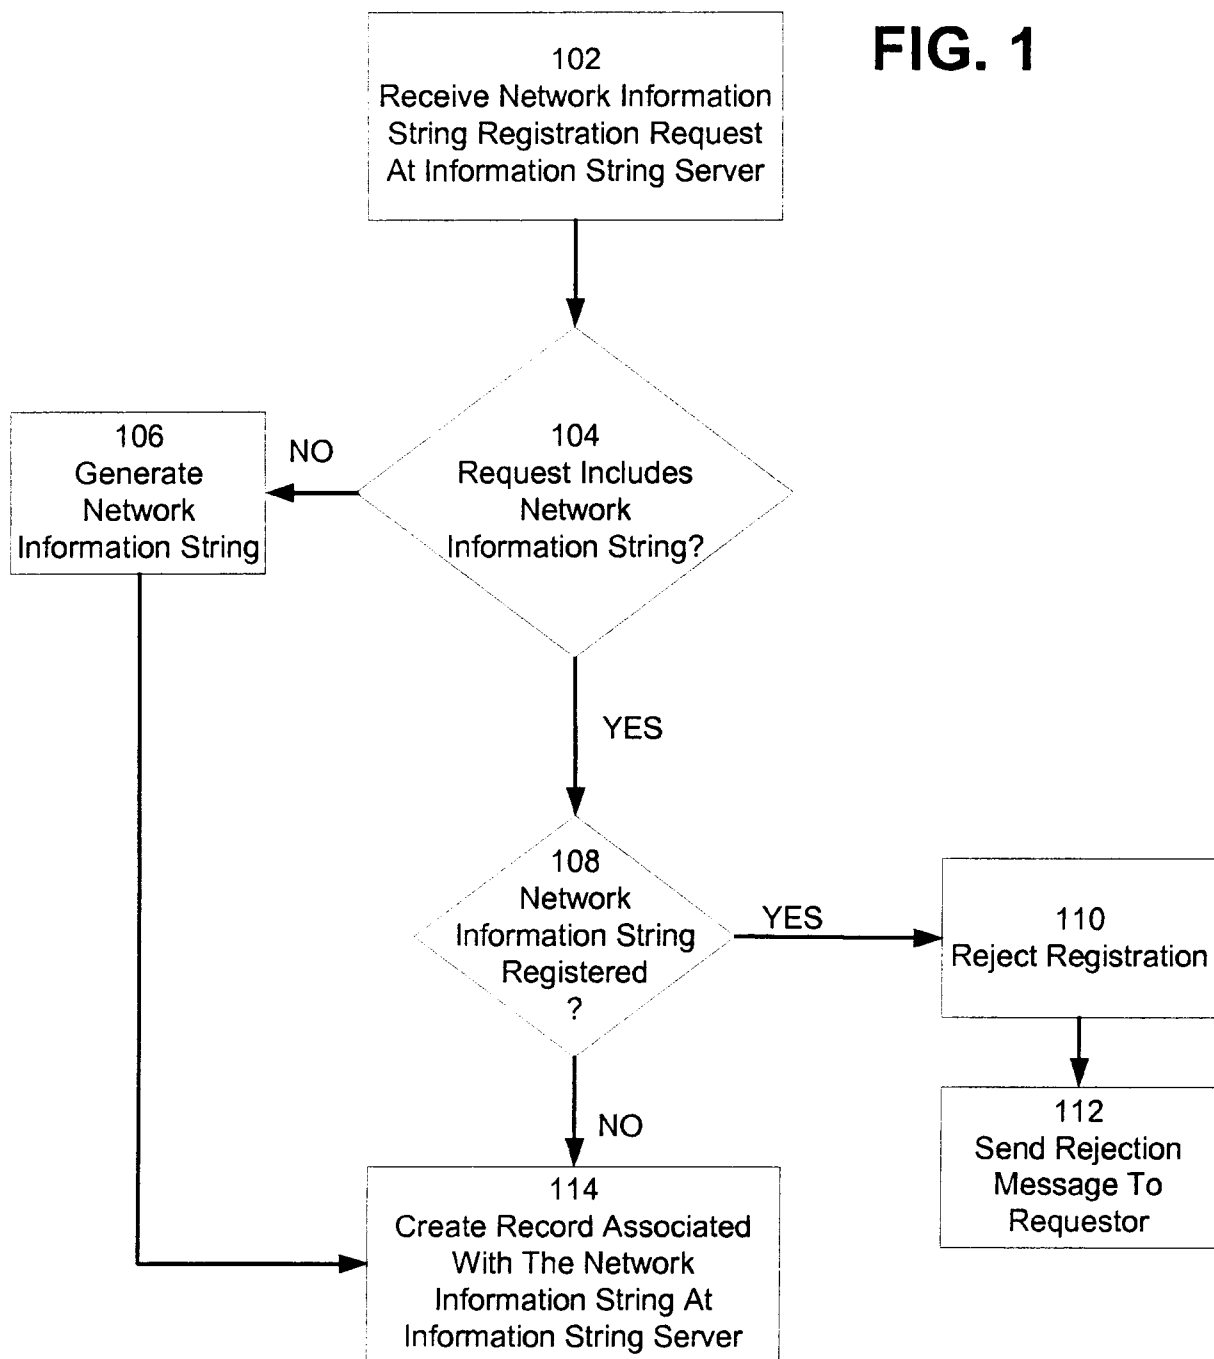 FIG. 1
102
Receive Network Information
String Registration Request
At Information String Server
104
Request Includes
Network
Information String?
NO
106
Generate
Network
Information String
YES
108
Network
Information String
Registered
?
YES
110
Reject Registration
112
Send Rejection
Message To
Requestor
NO
114
Create Record Associated
With The Network
Information String At
Information String Server